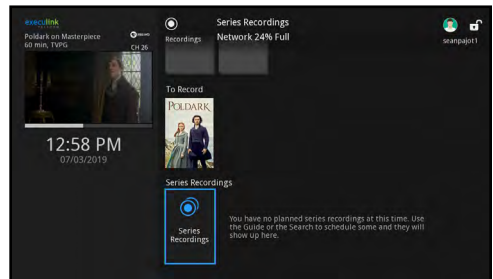 execulink
TELECOM
Poldark on Masterpiece
60 min, TVPG
CH 26
12:58 PM
07/03/2019
Recordings
Series Recordings
Network 24% Full
seanpajot1
To Record
POLDARK
Series Recordings
Series
Recordings
You have no planned series recordings at this time. Use
the Guide or the Search to schedule some and they will
show up here.